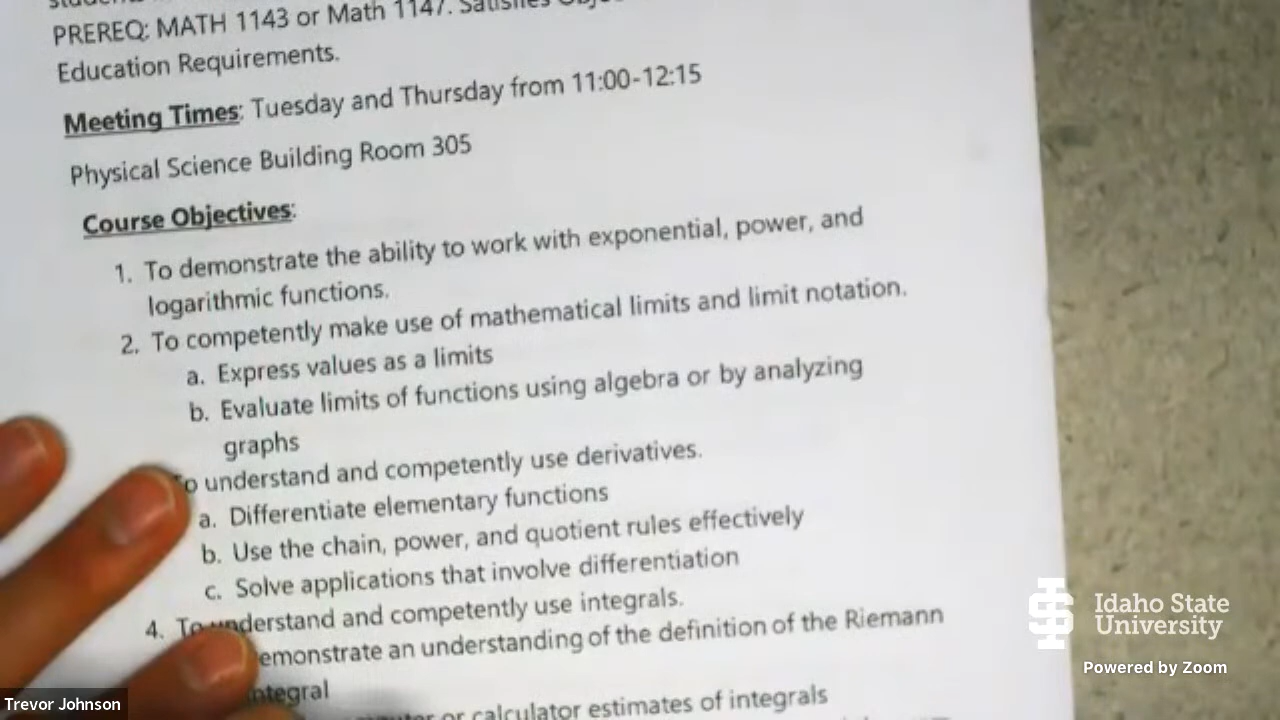 PREREQ: MATH 1143 or Math 1147. Satisfies
Education Requirements.
Meeting Times: Tuesday and Thursday from 11:00-12:15
Physical Science Building Room 305
Course Objectives:
1. To demonstrate the ability to work with exponential, power, and
logarithmic functions.
2. To competently make use of mathematical limits and limit notation.
a. Express values as a limits
b. Evaluate limits of functions using algebra or by analyzing
graphs
To understand and competently use derivatives.
a. Differentiate elementary functions
b. Use the chain, power, and quotient rules effectively
c. Solve applications that involve differentiation
4. To understand and competently use integrals.
emonstrate an understanding of the definition of the Riemann
integral
or calculator estimates of integrals
Idaho State
University
Powered by Zoom
Trevor Johnson